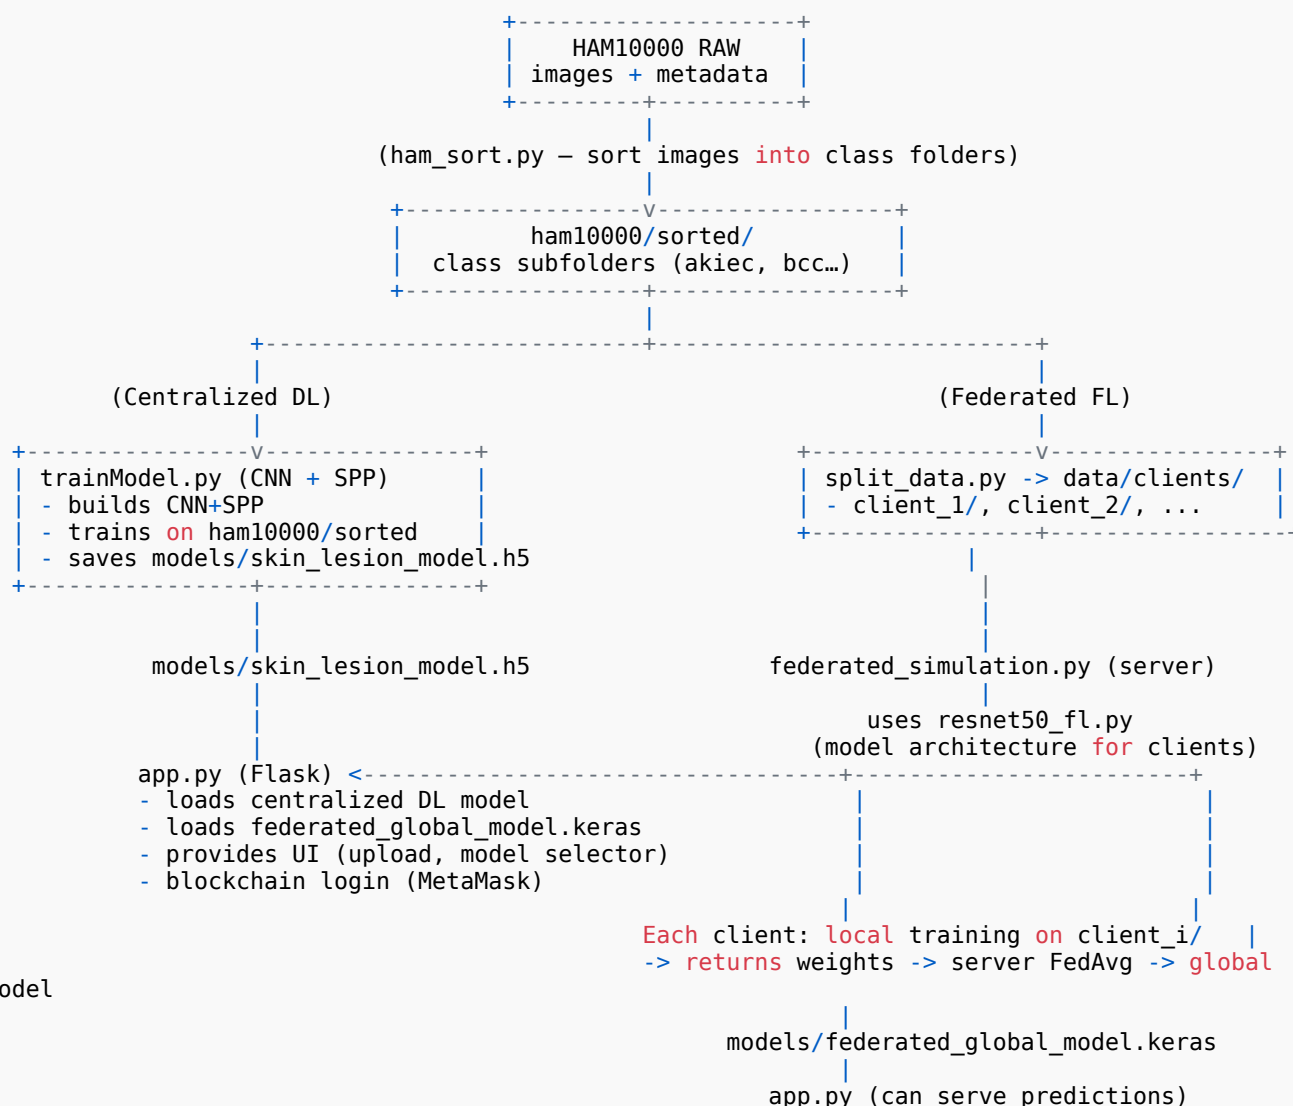 +---------------------+
|    HAM10000 RAW    |
| images + metadata  |
+---------+-----------+
|
(ham_sort.py — sort images into class folders)
|
+-----------------v-----------------+
|         ham10000/sorted/          |
|  class subfolders (akiec, bcc…)   |
+-----------------+-----------------+
|
+---------------------------+---------------------------+
|                           |
(Centralized DL)                           (Federated FL)
|                           |
+----------------v---------------+    +----------------v----------------+
| trainModel.py (CNN + SPP)      |    | split_data.py -> data/clients/  |
| - builds CNN+SPP               |    | - client_1/, client_2/, ...     |
| - trains on ham10000/sorted    |    +----------------+------------------
| - saves models/skin_lesion_model.h5    |
+----------------+---------------+    |
|    |
|    |
models/skin_lesion_model.h5    federated_simulation.py (server)
|    |
|    uses resnet50_fl.py
|    (model architecture for clients)
app.py (Flask) <----------------------------------+------------------------+
- loads centralized DL model    |    |
- loads federated_global_model.keras    |    |
- provides UI (upload, model selector)    |    |
- blockchain login (MetaMask)    |    |
|    |
Each client: local training on client_i/   |
-> returns weights -> server FedAvg -> global
odel
|
models/federated_global_model.keras
|
app.py (can serve predictions)